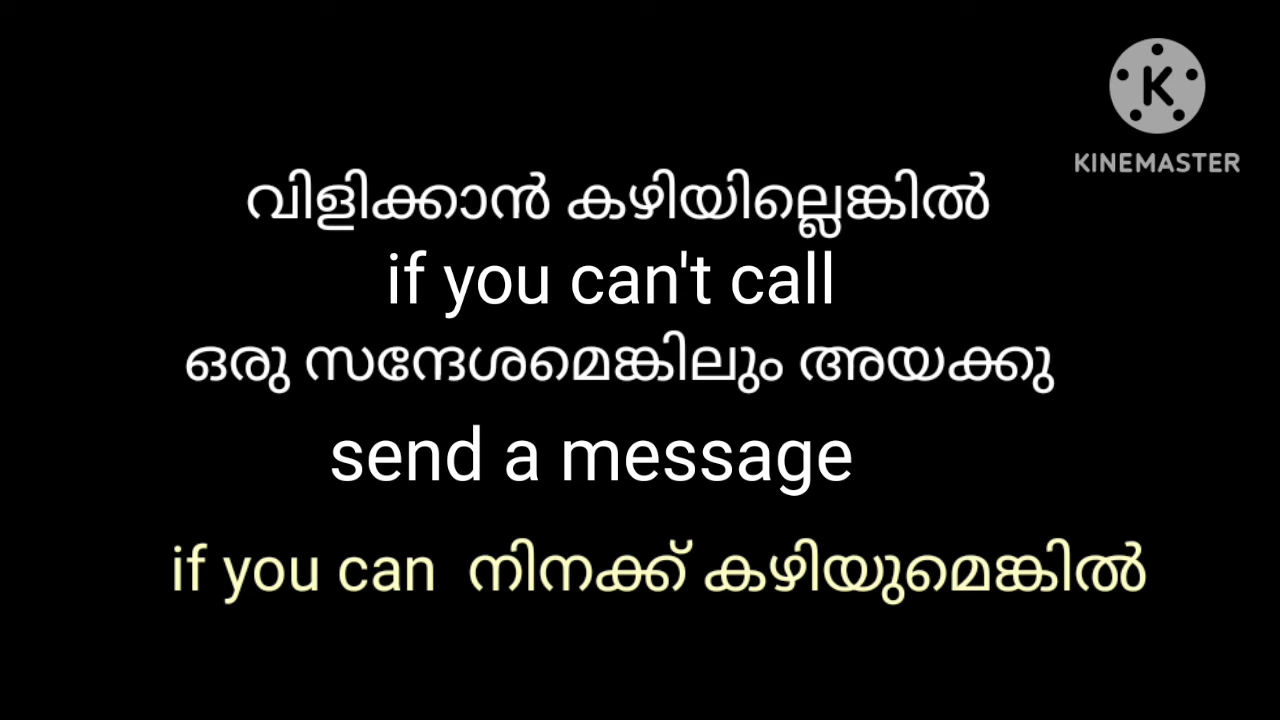 KINEMASTER
വിളിക്കാൻ കഴിയില്ലെങ്കിൽ
if you can't call
ഒരു സന്ദേശമെങ്കിലും അയക്കു
send a message
if you can നിനക്ക് കഴിയുമെങ്കിൽ